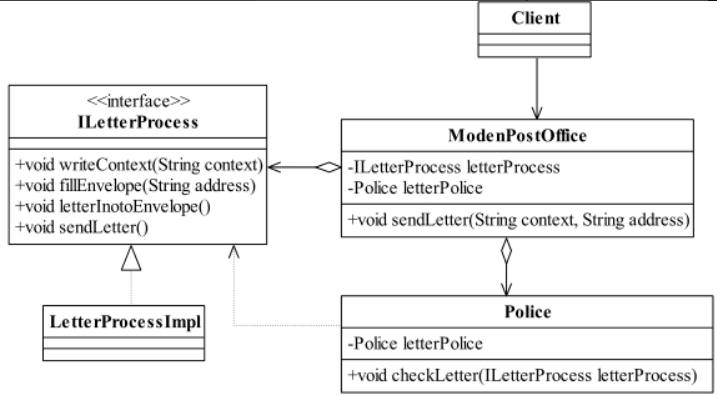 Client
<<interface>>
ILetterProcess
+void writeContext(String context)
+void fillEnvelope(String address)
+void letterInotoEnvelope()
+void sendLetter()
ModenPostOffice
-ILetterProcess letterProcess
-Police letterPolice
+void sendLetter(String context, String address)
LetterProcessImpl
Police
-Police letterPolice
+void checkLetter(ILetterProcess letterProcess)